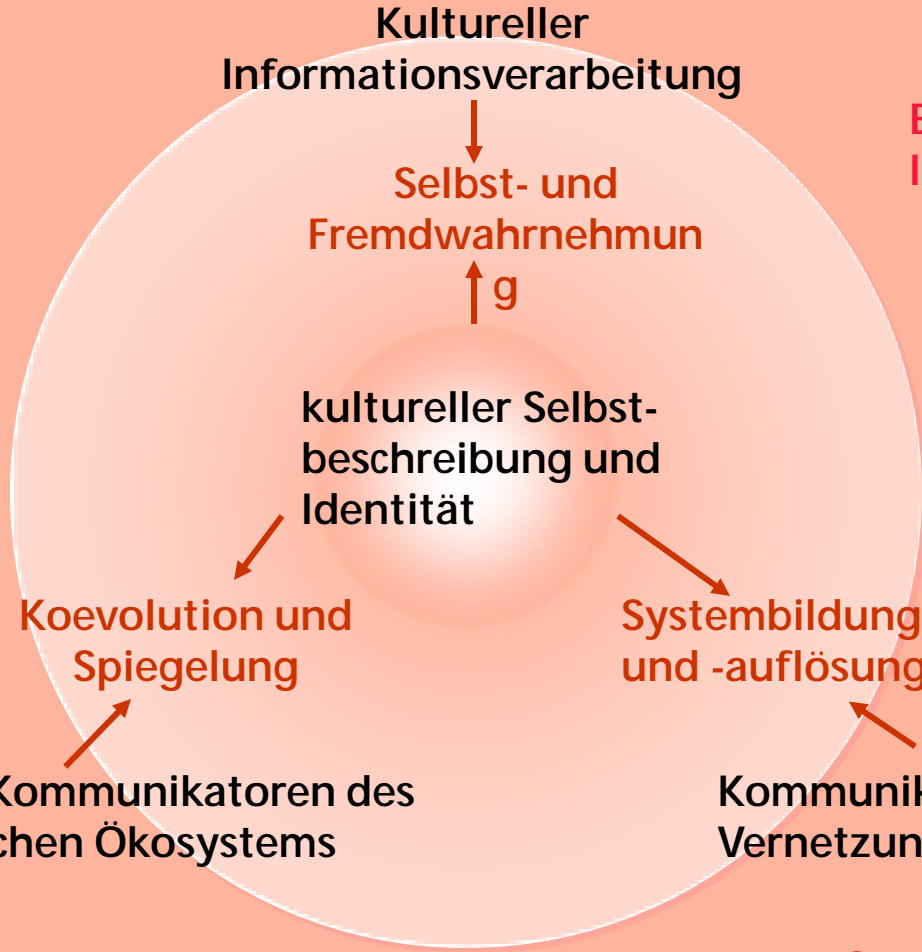 Kultureller
Informationsverarbeitung
Selbst- und
Fremdwahrnehmun
g
kultureller Selbst-
beschreibung und
Identität
Koevolution und
Spiegelung
Systembildung
und -auflösung
Kommunikatoren des
chen Ökosystems
Kommunik
Vernetzun